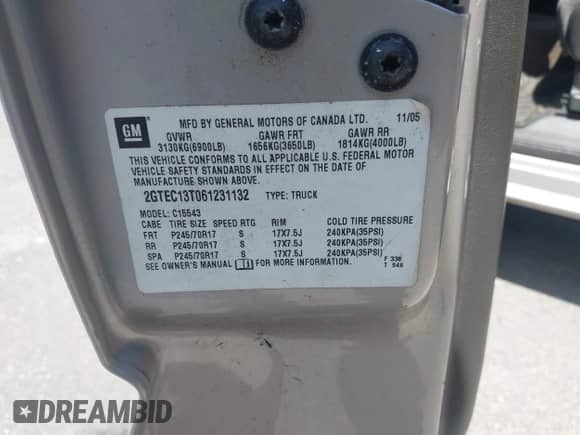 GM
MFD BY GENERAL MOTORS OF CANADA LTD. 11/05
GVWR GAWR FRT GAWR RR
3130KG(6900LB) 1656KG(3650LB) 1814KG(4000LB)
THIS VEHICLE CONFORMS TO ALL APPLICABLE U.S. FEDERAL MOTOR
VEHICLE SAFETY STANDARDS IN EFFECT ON THE DATE OF
MANUFACTURE SHOWN ABOVE.
2GTEC13T061231132 TYPE: TRUCK
MODEL: C15543
CABE TIRE SIZE SPEED RTG RIM COLD TIRE PRESSURE
FRT P245/70R17 S 17X7.5J 240KPA(35PSI)
RR P245/70R17 S 17X7.5J 240KPA(35PSI)
SPA P245/70R17 S 17X7.5J 240KPA(35PSI)
SEE OWNER'S MANUAL FOR MORE INFORMATION. F 336
T 946
DREAMBID